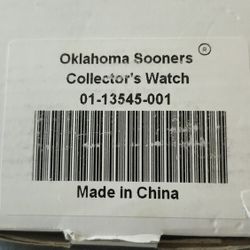 Oklahoma Sooners ®
Collector's Watch
01-13545-001
Made in China